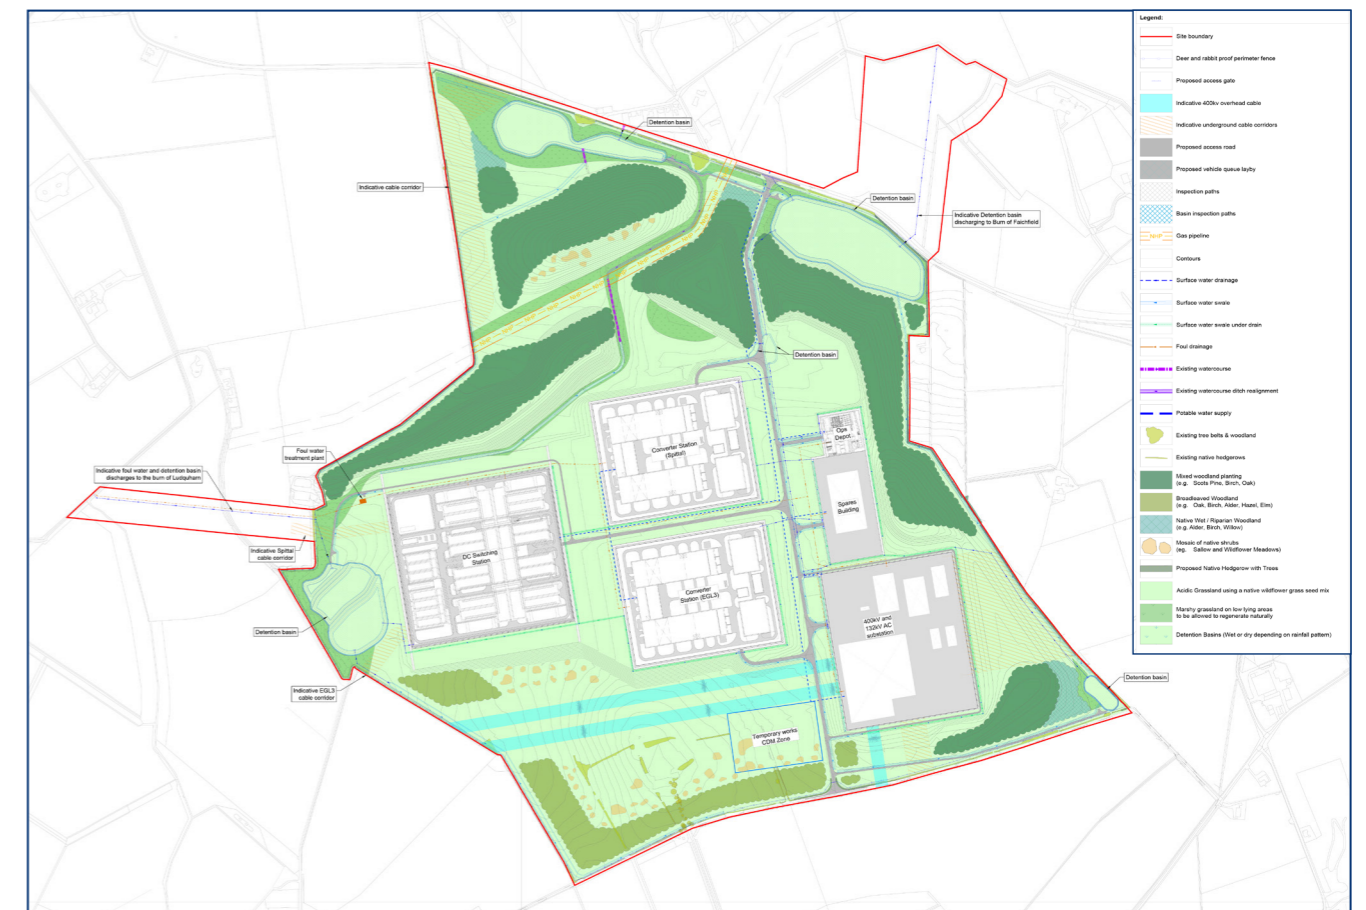 Legend:
Site boundary
Deer and rabbit proof perimeter fence
Proposed access gate
Indicative 400kv overhead cable
Indicative underground cable corridors
Proposed access road
Proposed vehicle queue layby
Inspection paths
Basin inspection paths
Gas pipeline
Contours
Surface water drainage
Surface water swale
Surface water swale under drain
Foul drainage
Existing watercourse
Existing watercourse ditch realignment
Potable water supply
Existing tree belts & woodland
Existing native hedgerows
Mixed woodland planting
(e.g. Scots Pine, Birch, Oak)
Broadleaved Woodland
(e.g. Oak, Birch, Alder, Hazel, Elm)
Native Wet / Riparian Woodland
(e.g. Alder, Birch, Willow)
Mosaic of native shrubs
(eg. Sallow and Wildflower Meadows)
Proposed Native Hedgerow with Trees
Acidic Grassland using a native wildflower grass seed mix
Marshy grassland on low lying areas
to be allowed to regenerate naturally
Detention Basins (Wet or dry depending on rainfall pattern)
Detention basin
Indicative cable corridor
Detention basin
Indicative Detention basin
discharging to Burn of Faichfield
Detention basin
Converter Station
(Spittal)
Ops
Depot
Foul water
treatment plant
Indicative foul water and detention basin
discharges to the burn of Ludquharn
Spares
Building
Indicative Spittal
cable corridor
DC Switching
Station
Converter
Station (EGL3)
400kV and
132kV AC
substation
Detention basin
Indicative EGL3
cable corridor
Detention basin
Temporary works
CDM Zone